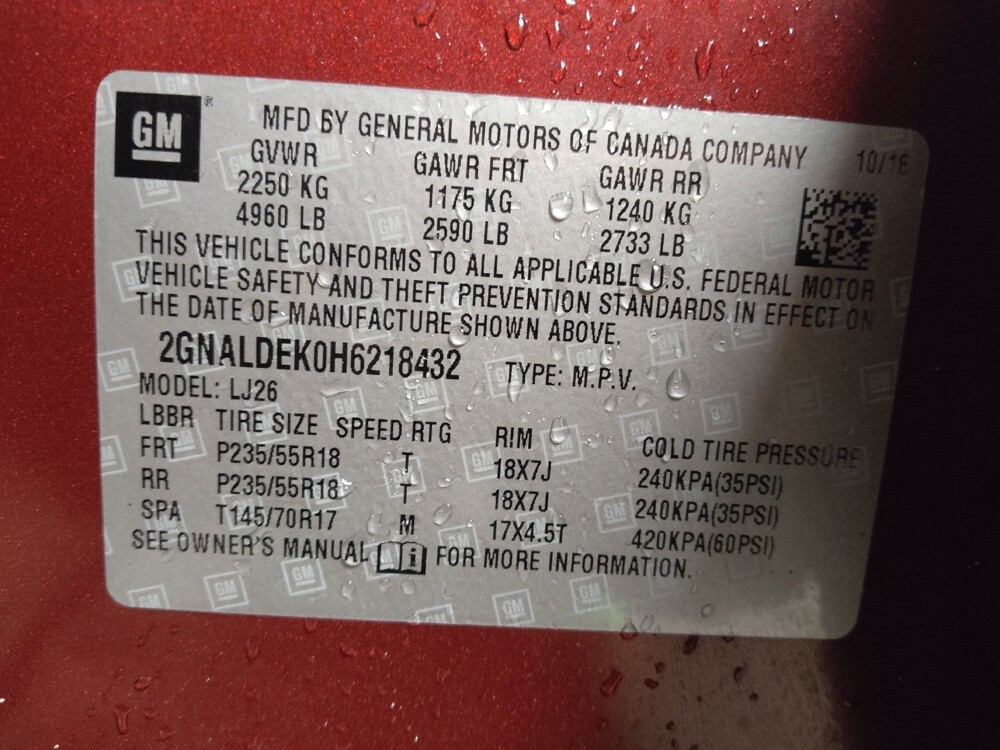 GM
MFD BY GENERAL MOTORS OF CANADA COMPANY 10/16
GVWR GAWR FRT GAWR RR
2250 KG 1175 KG 1240 KG
4960 LB 2590 LB 2733 LB
THIS VEHICLE CONFORMS TO ALL APPLICABLE U.S. FEDERAL MOTOR
VEHICLE SAFETY AND THEFT PREVENTION STANDARDS IN EFFECT ON
THE DATE OF MANUFACTURE SHOWN ABOVE.
2GNALDEK0H6218432 TYPE: M.P.V.
MODEL: LJ26
LBBR TIRE SIZE SPEED RTG RIM COLD TIRE PRESSURE
FRT P235/55R18 T 18X7J 240KPA(35PSI)
RR P235/55R18 T 18X7J 240KPA(35PSI)
SPA T145/70R17 M 17X4.5T 420KPA(60PSI)
SEE OWNER'S MANUAL i FOR MORE INFORMATION.